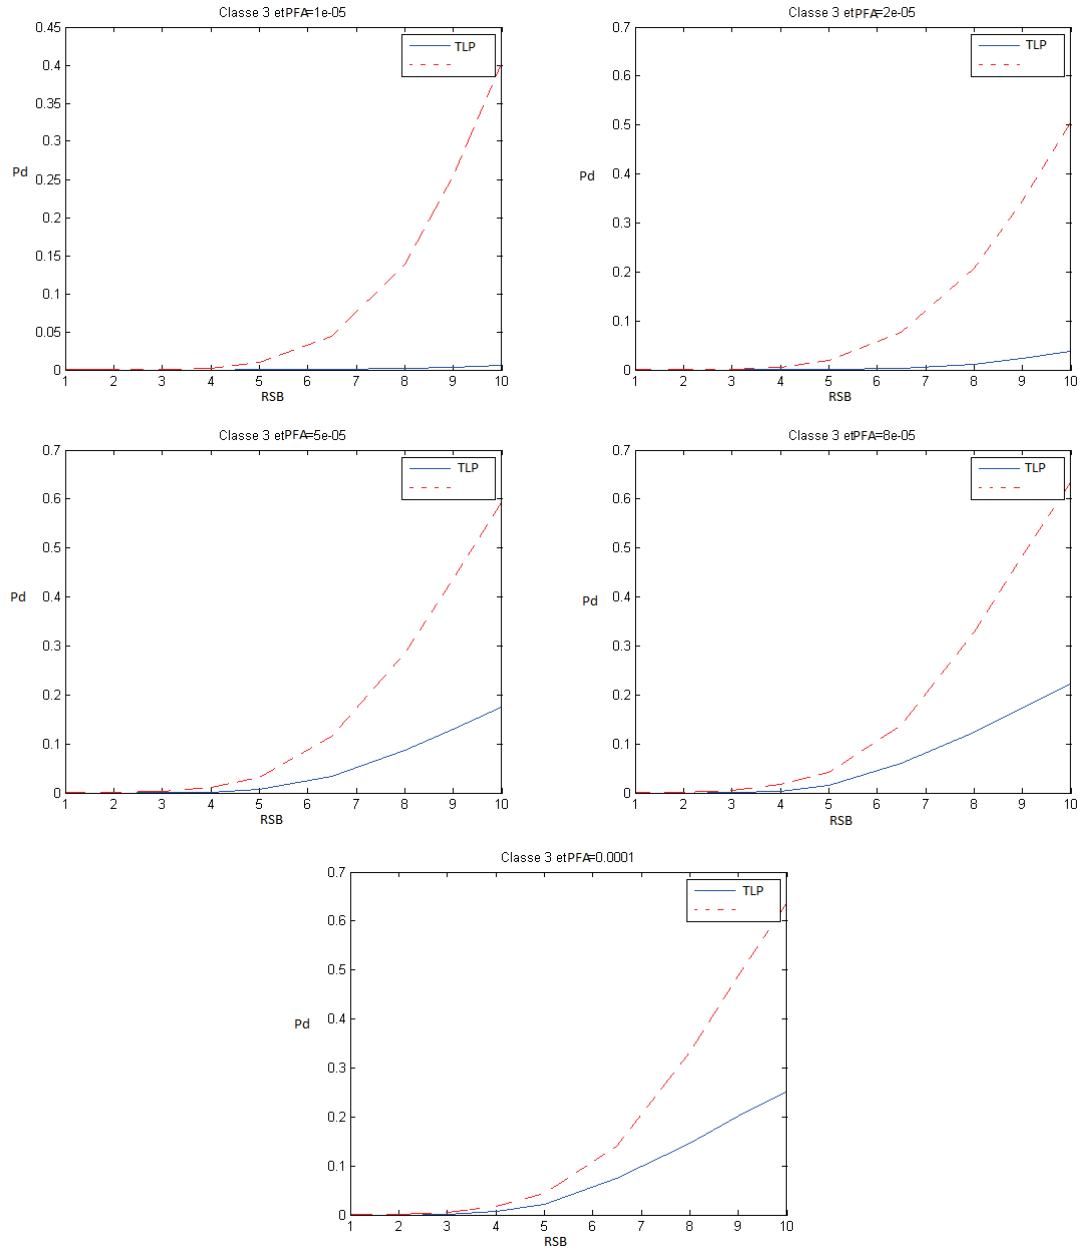 Classe 3 etPFA=1e-05
0.45
0.4
0.35
0.3
0.25
0.2
0.15
0.1
0.05
0
Pd
TLP
1 2 3 4 5 6 7 8 9 10
RSB
Classe 3 etPFA=2e-05
0.7
0.6
0.5
0.4
0.3
0.2
0.1
0
Pd
TLP
1 2 3 4 5 6 7 8 9 10
RSB
Classe 3 etPFA=5e-05
0.7
0.6
0.5
0.4
0.3
0.2
0.1
0
Pd
TLP
1 2 3 4 5 6 7 8 9 10
RSB
Classe 3 etPFA=8e-05
0.7
0.6
0.5
0.4
0.3
0.2
0.1
0
Pd
TLP
1 2 3 4 5 6 7 8 9 10
RSB
Classe 3 etPFA=0.0001
0.7
0.6
0.5
0.4
0.3
0.2
0.1
0
Pd
TLP
1 2 3 4 5 6 7 8 9 10
RSB